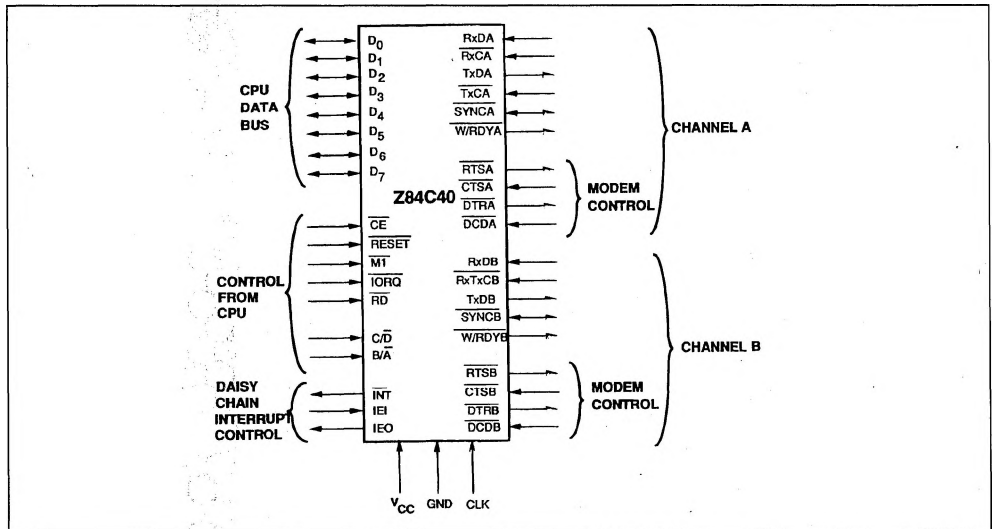 CPU
DATA
BUS
D0
D1
D2
D3
D4
D5
D6
D7
Z84C40
CONTROL
FROM
CPU
CE
RESET
M1
IORQ
RD
C/D
B/A
DAISY
CHAIN
INTERRUPT
CONTROL
INT
IEI
IEO
RxDA
RxCA
TxDA
TxCA
SYNCA
W/RDYA
RTSA
CTSA
DTRA
DCDA
MODEM
CONTROL
CHANNEL A
RxDB
RxTxCB
TxDB
SYNCB
W/RDYB
RTSB
CTSB
DTRB
DCDB
MODEM
CONTROL
CHANNEL B
VCC GND CLK